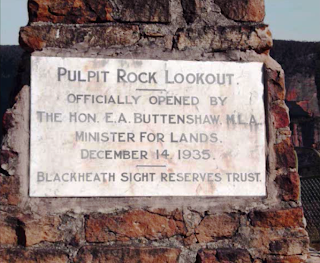 PULPIT ROCK LOOKOUT.
OFFICIALLY OPENED BY
THE HON. E.A. BUTTENSHAW, M.L.A.
MINISTER FOR LANDS.
DECEMBER 14 1935.
BLACKHEATH SIGHT RESERVES TRUST.